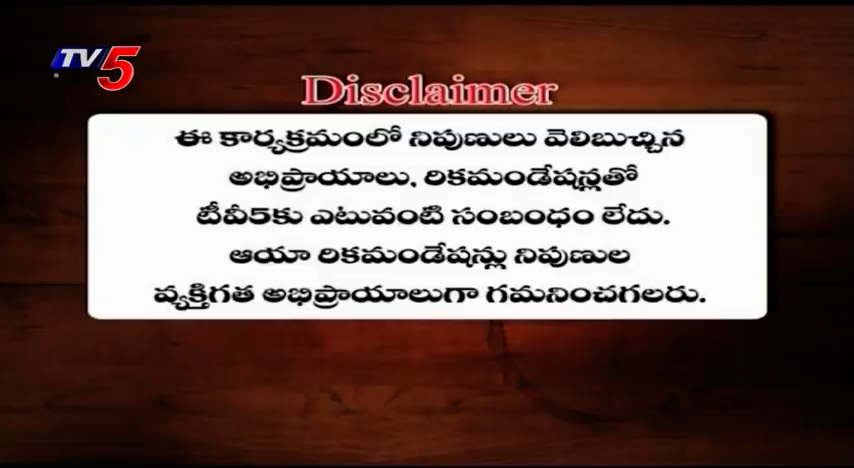 TV5
Disclaimer
ఈ కార్యక్రమంలో నిపుణులు వెలిబుచ్చిన
అభిప్రాయాలు, రికమండేషన్లతో
టీవీ5కు ఎటువంటి సంబంధం లేదు.
ఆయా రికమండేషన్లు నిపుణుల
వ్యక్తిగత అభిప్రాయాలుగా గమనించగలరు.